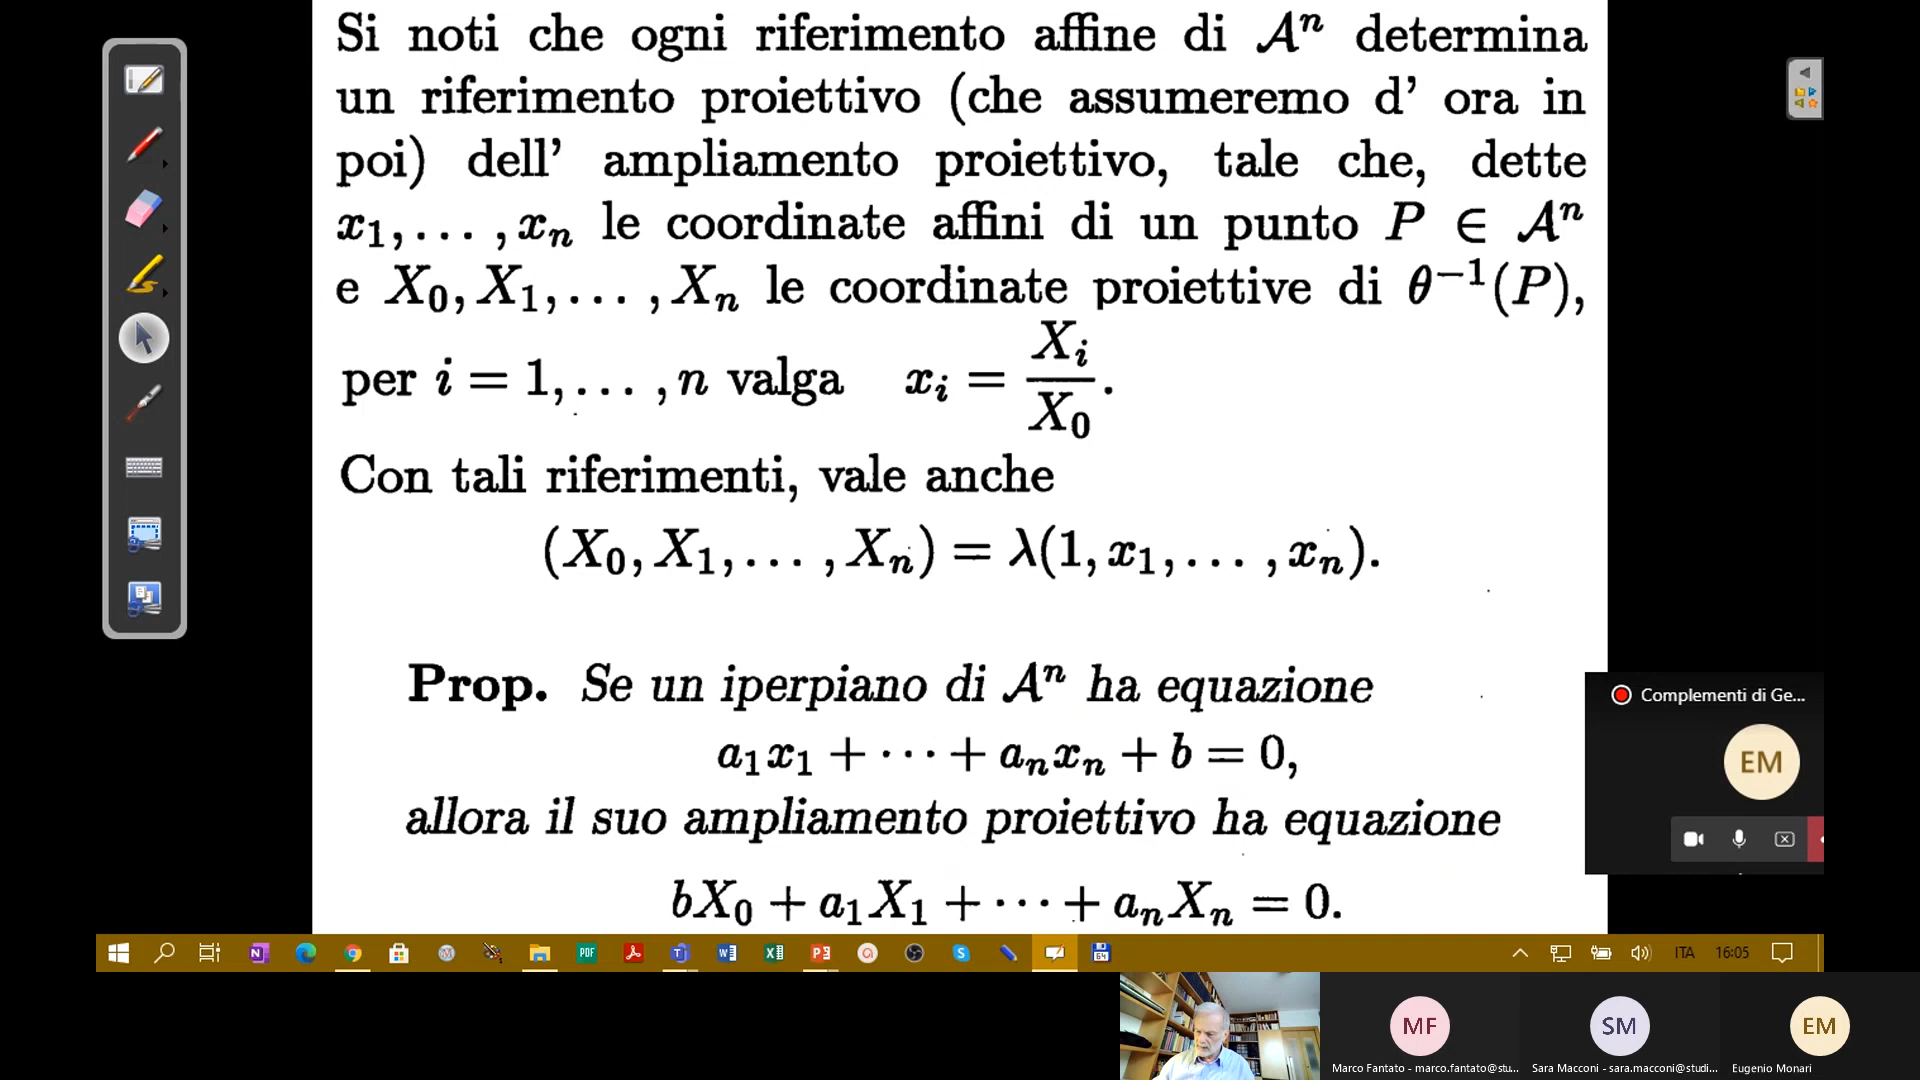 Si noti che ogni riferimento affine di 𝒜ⁿ determina
un riferimento proiettivo (che assumeremo d' ora in
poi) dell' ampliamento proiettivo, tale che, dette
x₁, . . . , xₙ le coordinate affini di un punto P ∈ 𝒜ⁿ
e X₀, X₁, . . . , Xₙ le coordinate proiettive di θ⁻¹(P),
per i = 1, . . . , n valga xᵢ = Xᵢ/X₀.
Con tali riferimenti, vale anche
(X₀, X₁, . . . , Xₙ) = λ(1, x₁, . . . , xₙ).
Prop. Se un iperpiano di 𝒜ⁿ ha equazione
a₁x₁ + · · · + aₙxₙ + b = 0,
allora il suo ampliamento proiettivo ha equazione
bX₀ + a₁X₁ + · · · + aₙXₙ = 0.
Complementi di Ge...
EM
PDF
64
ITA
16:05
MF
SM
EM
Marco Fantato - marco.fantato@stu...
Sara Macconi - sara.macconi@studi...
Eugenio Monari